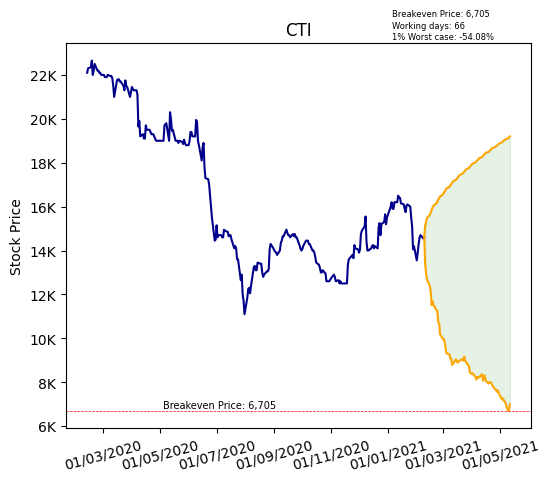 Breakeven Price: 6,705
Working days: 66
1% Worst case: -54.08%
CTI
Stock Price
22K
20K
18K
16K
14K
12K
10K
8K
6K
Breakeven Price: 6,705
01/03/2020
01/05/2020
01/07/2020
01/09/2020
01/11/2020
01/01/2021
01/03/2021
01/05/2021